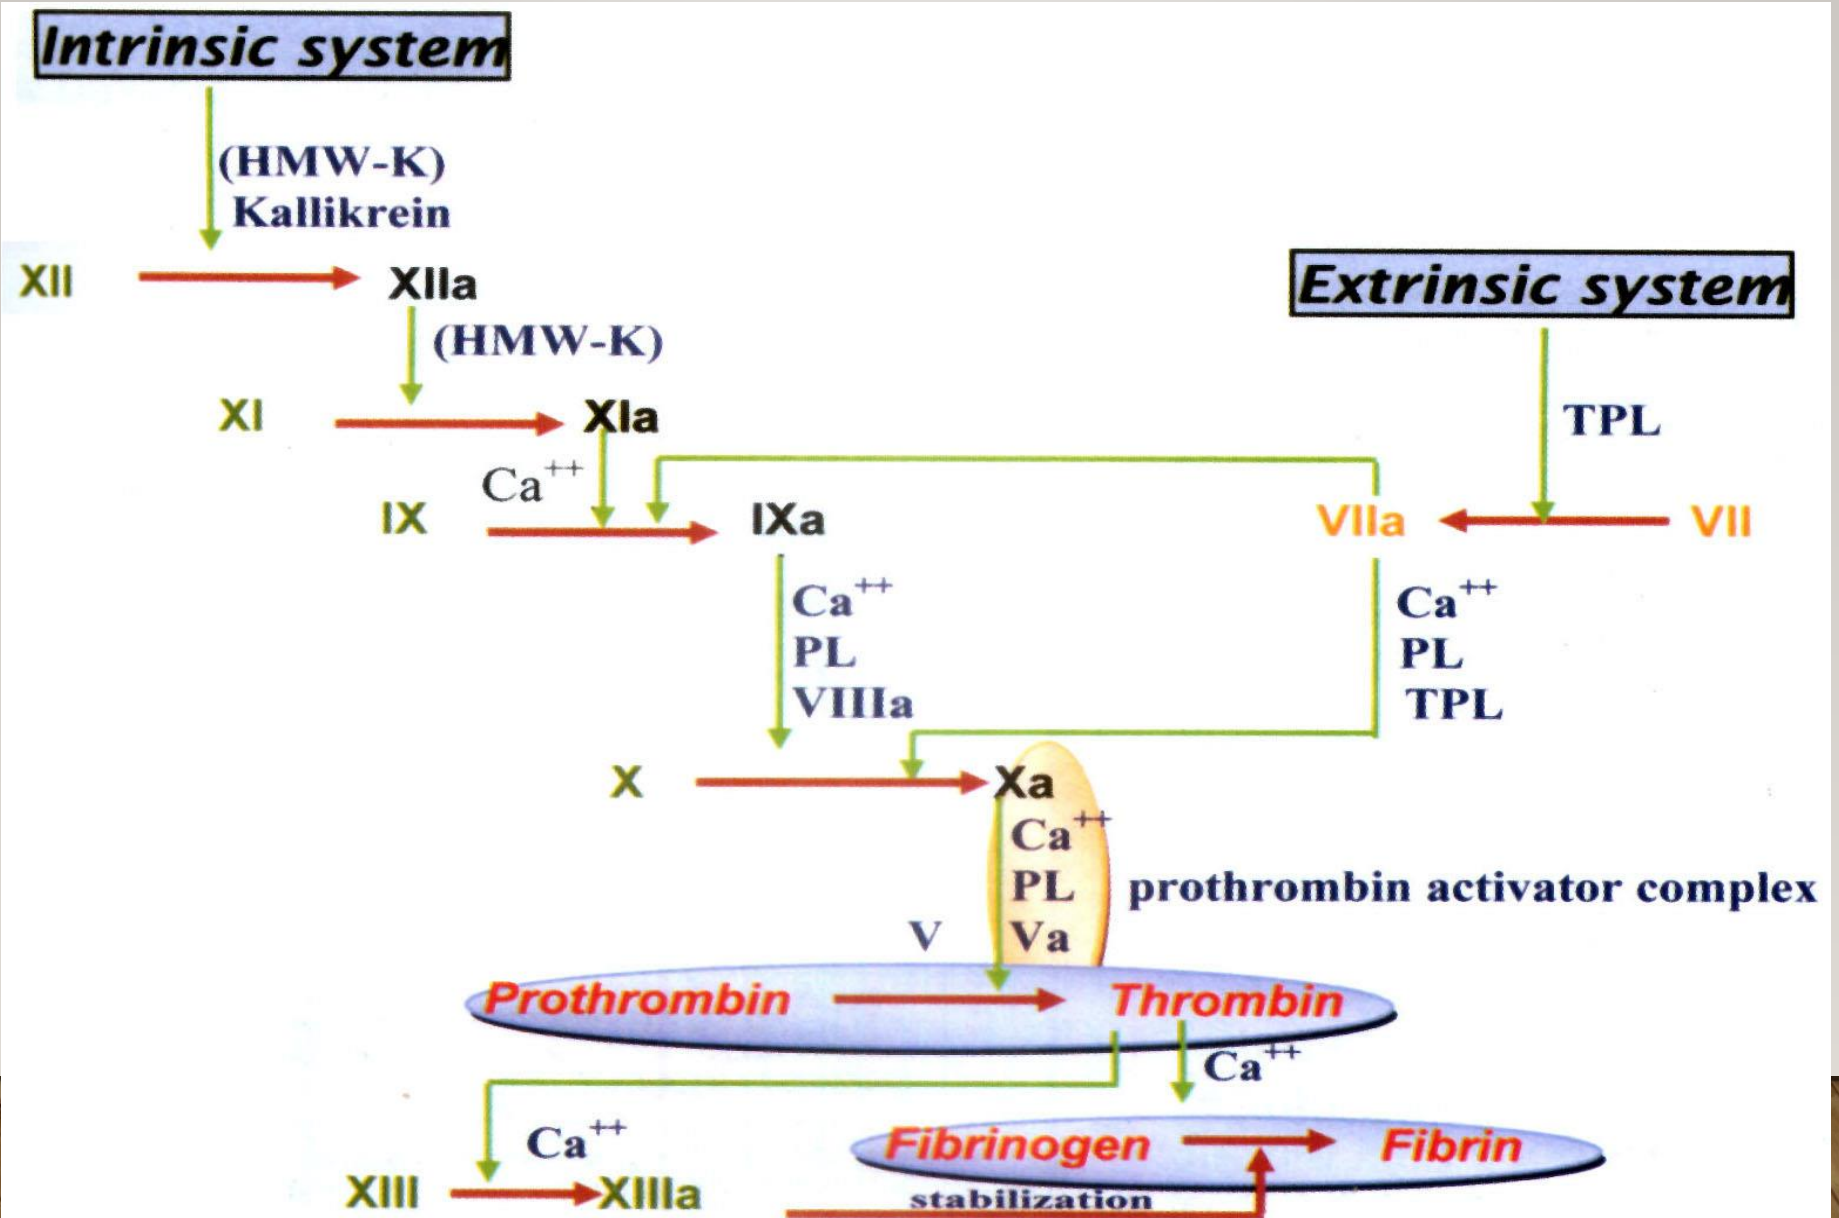 Intrinsic system
(HMW-K)
Kallikrein
XII
XIIa
Extrinsic system
(HMW-K)
XI
XIa
TPL
Ca++
IX
IXa
VIIa
VII
Ca++
PL
VIIIa
Ca++
PL
TPL
X
Xa
Ca++
PL
Va
prothrombin activator complex
V
Prothrombin
Thrombin
Ca++
Ca++
Fibrinogen
Fibrin
XIII
XIIIa
stabilization